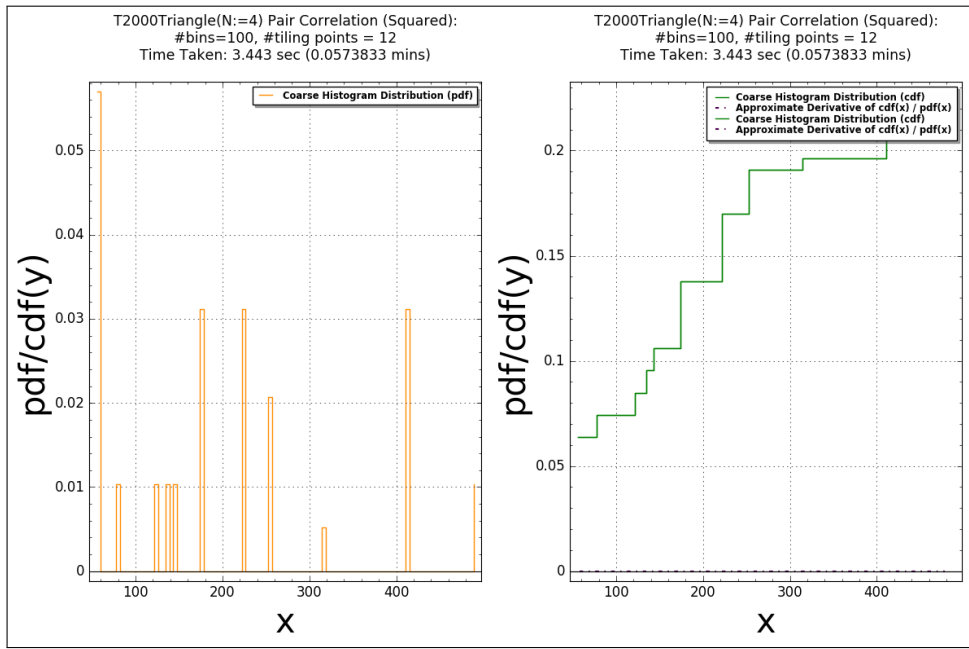 T2000Triangle(N:=4) Pair Correlation (Squared):
#bins=100, #tiling points = 12
Time Taken: 3.443 sec (0.0573833 mins)
Coarse Histogram Distribution (pdf)
pdf/cdf(y)
0.05
0.04
0.03
0.02
0.01
0
100
200
300
400
x
T2000Triangle(N:=4) Pair Correlation (Squared):
#bins=100, #tiling points = 12
Time Taken: 3.443 sec (0.0573833 mins)
Coarse Histogram Distribution (cdf)
Approximate Derivative of cdf(x) / pdf(x)
Coarse Histogram Distribution (cdf)
Approximate Derivative of cdf(x) / pdf(x)
pdf/cdf(y)
0.2
0.15
0.1
0.05
0
100
200
300
400
x